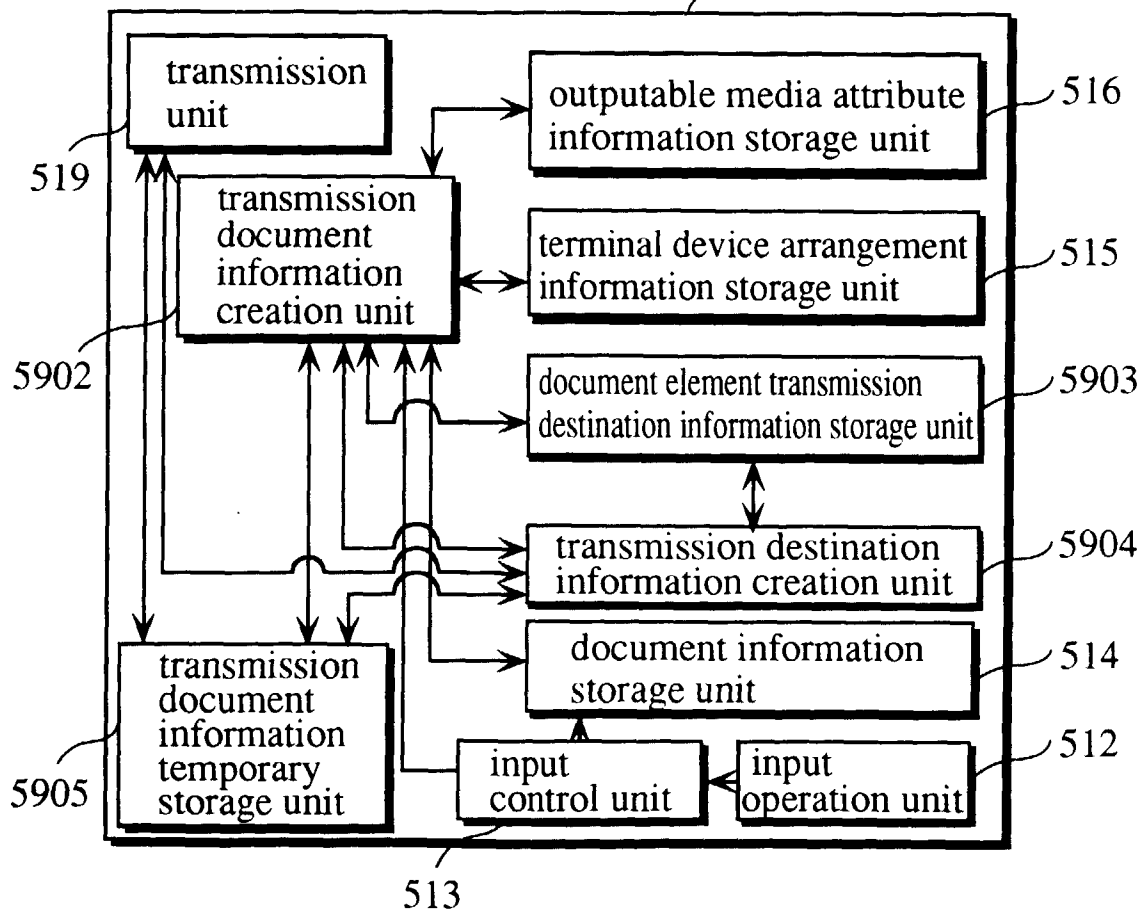 transmission
unit
519
outputable media attribute
information storage unit
516
transmission
document
information
creation unit
5902
terminal device arrangement
information storage unit
515
document element transmission
destination information storage unit
5903
transmission destination
information creation unit
5904
document information
storage unit
514
transmission
document
information
temporary
storage unit
5905
input
control unit
513
input
operation unit
512